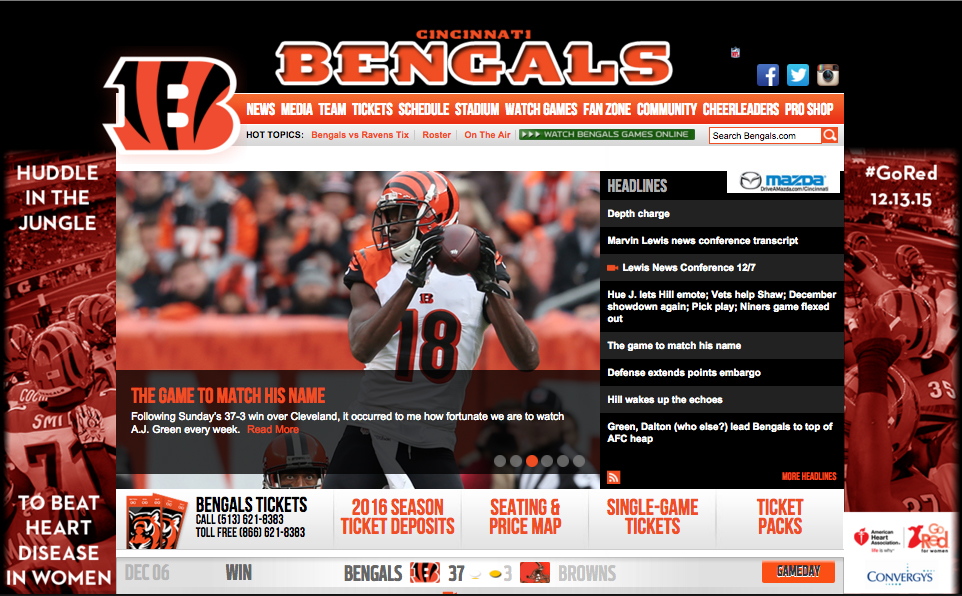 CINCINNATI
BENGALS
B
NEWS MEDIA TEAM TICKETS SCHEDULE STADIUM WATCH GAMES FAN ZONE COMMUNITY CHEERLEADERS PRO SHOP
HOT TOPICS: Bengals vs Ravens Tix | Roster | On The Air | ►►► WATCH BENGALS GAMES ONLINE
Search Bengals.com
HUDDLE
IN THE
JUNGLE
#GoRed
12.13.15
HEADLINES
mazda
DriveAMazda.com/Cincinnati
Depth charge
Marvin Lewis news conference transcript
Lewis News Conference 12/7
Hue J. lets Hill emote; Vets help Shaw; December
showdown again; Pick play; Niners game flexed
out
The game to match his name
Defense extends points embargo
Hill wakes up the echoes
Green, Dalton (who else?) lead Bengals to top of
AFC heap
MORE HEADLINES
B
18
THE GAME TO MATCH HIS NAME
Following Sunday's 37-3 win over Cleveland, it occurred to me how fortunate we are to watch
A.J. Green every week. Read More
SMI
7
35
27
TO BEAT
HEART
DISEASE
IN WOMEN
BENGALS TICKETS
CALL (513) 621-8383
TOLL FREE (866) 621-8383
2016 SEASON
TICKET DEPOSITS
SEATING &
PRICE MAP
SINGLE-GAME
TICKETS
TICKET
PACKS
American
Heart
Association
life is why
Go
Red
for women
CONVERGYS
DEC 06 WIN BENGALS 37 3 BROWNS GAMEDAY